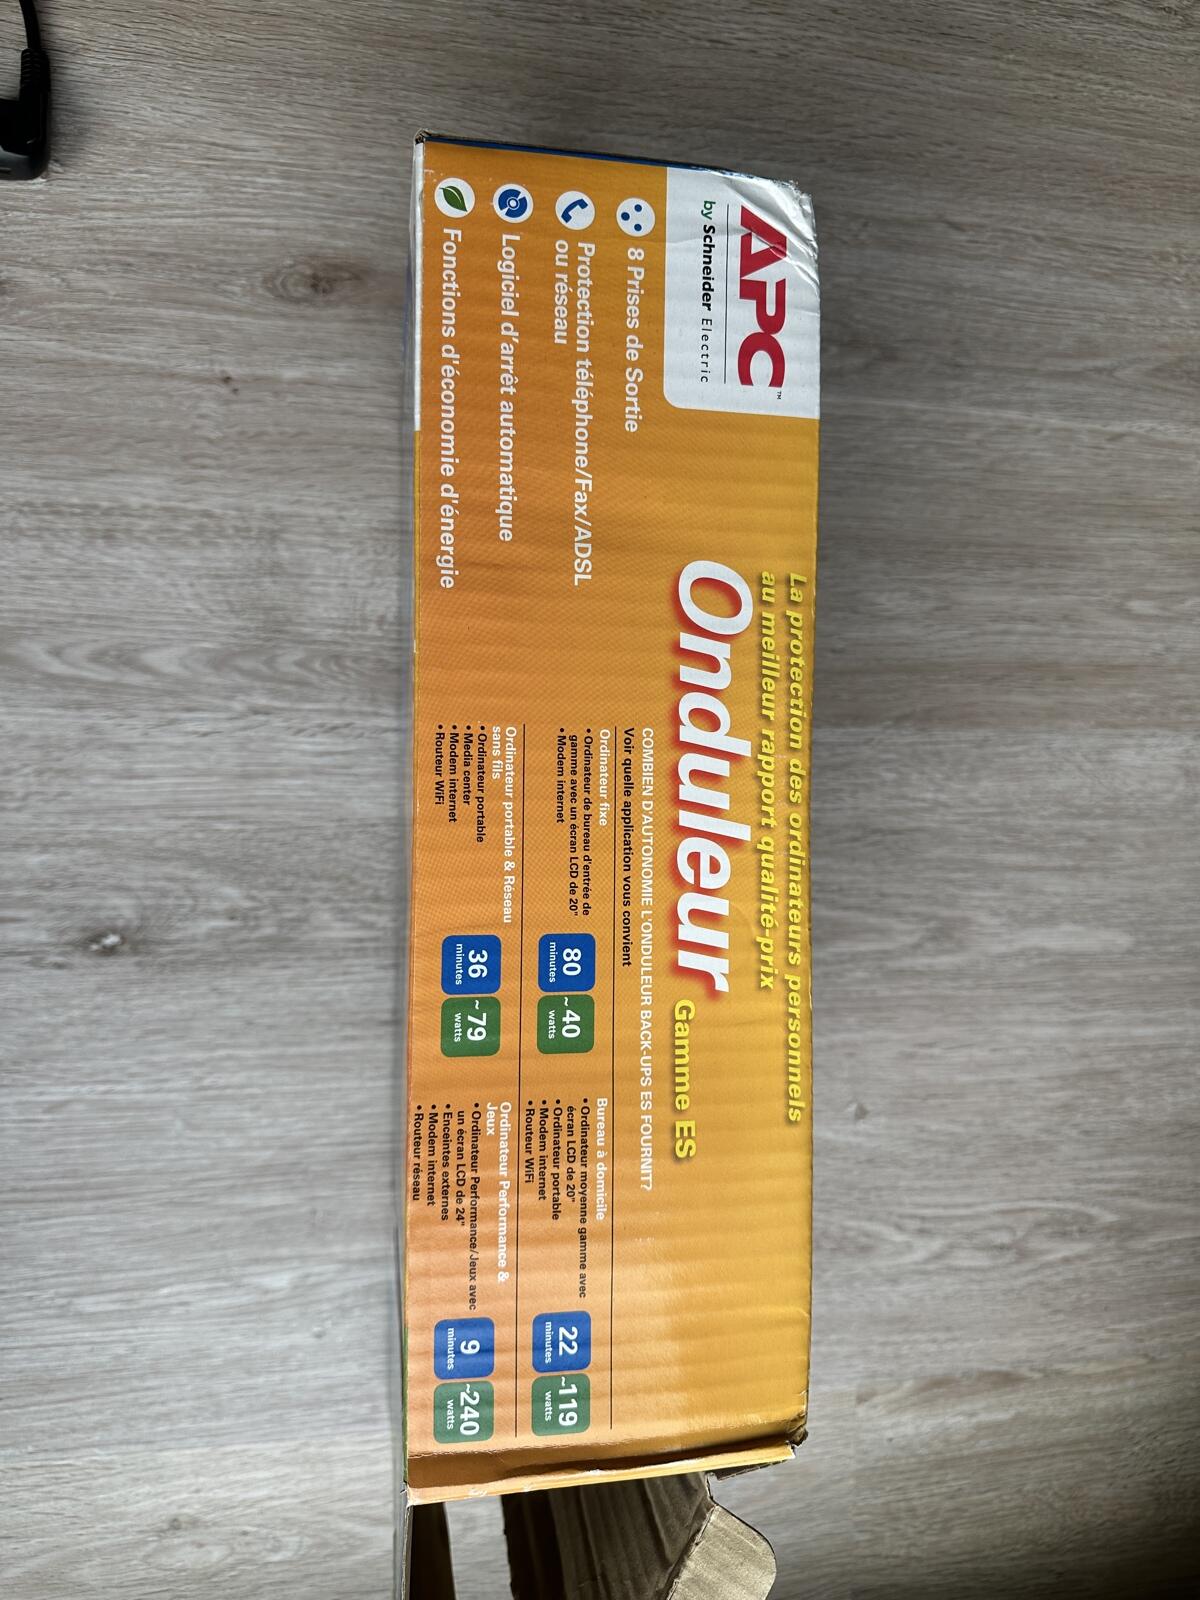 APC™
by Schneider Electric
8 Prises de Sortie
Protection téléphone/Fax/ADSL
ou réseau
Logiciel d'arrêt automatique
Fonctions d'économie d'énergie
La protection des ordinateurs personnels
au meilleur rapport qualité-prix
Onduleur Gamme ES
COMBIEN D'AUTONOMIE L'ONDULEUR BACK-UPS ES FOURNIT?
Voir quelle application vous convient
Ordinateur fixe
• Ordinateur de bureau d'entrée de
gamme avec un écran LCD de 20"
• Modem internet
80
minutes
~40
watts
Bureau à domicile
• Ordinateur moyenne gamme avec
écran LCD de 20"
• Ordinateur portable
• Modem internet
• Routeur WiFi
22
minutes
~119
watts
Ordinateur portable & Réseau
sans fils
• Ordinateur portable
• Media center
• Modem internet
• Routeur WiFi
36
minutes
~79
watts
Ordinateur Performance &
Jeux
• Ordinateur Performance/Jeux avec
un écran LCD de 24"
• Enceintes externes
• Modem internet
• Routeur réseau
9
minutes
~240
watts